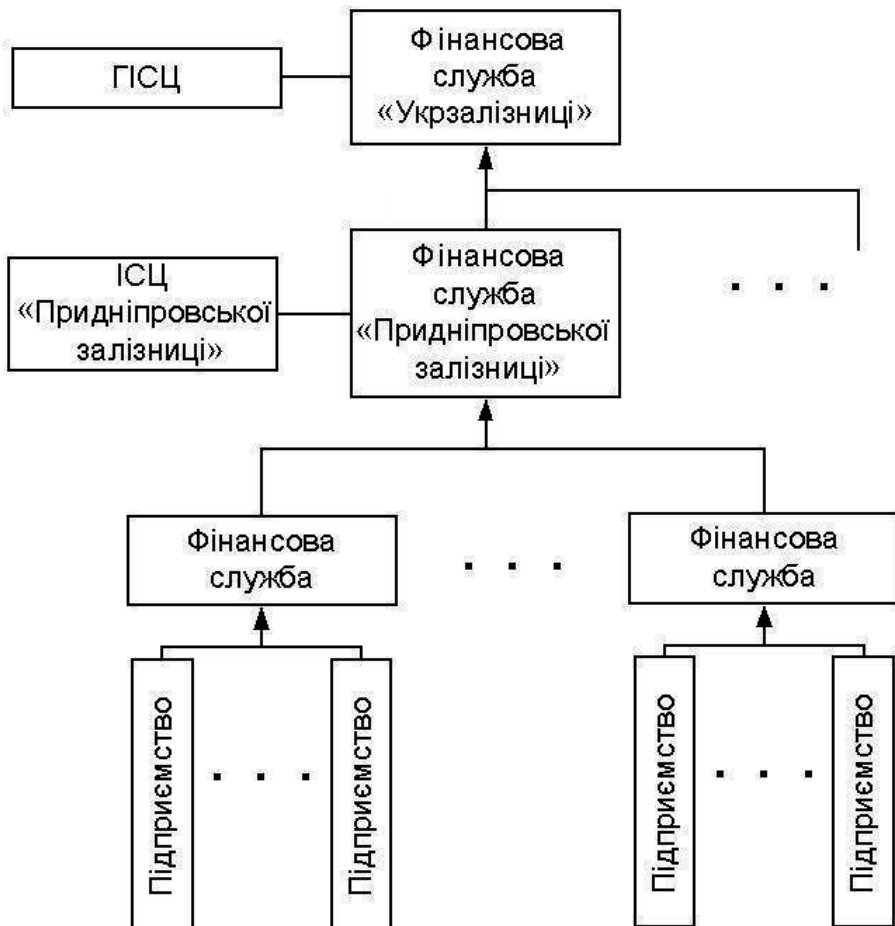 ГІСЦ
Фінансова
служба
«Укрзалізниці»
ІСЦ
«Придніпровської
залізниці»
Фінансова
служба
«Придніпровської
залізниці»
. . .
Фінансова
служба
. . .
Фінансова
служба
Підприємство
. . .
Підприємство
Підприємство
. . .
Підприємство